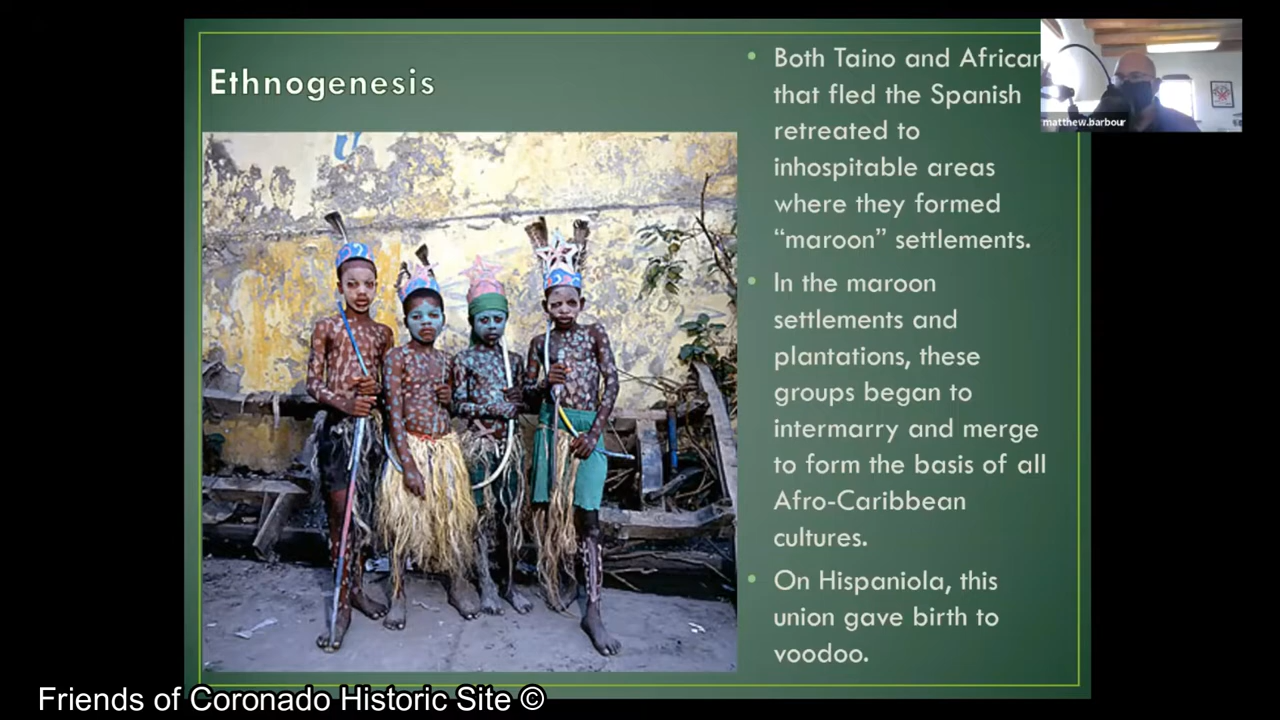 Ethnogenesis
Both Taino and African
that fled the Spanish
retreated to
inhospitable areas
where they formed
“maroon” settlements.
In the maroon
settlements and
plantations, these
groups began to
intermarry and merge
to form the basis of all
Afro-Caribbean
cultures.
On Hispaniola, this
union gave birth to
voodoo.
matthew.barbour
Friends of Coronado Historic Site ©